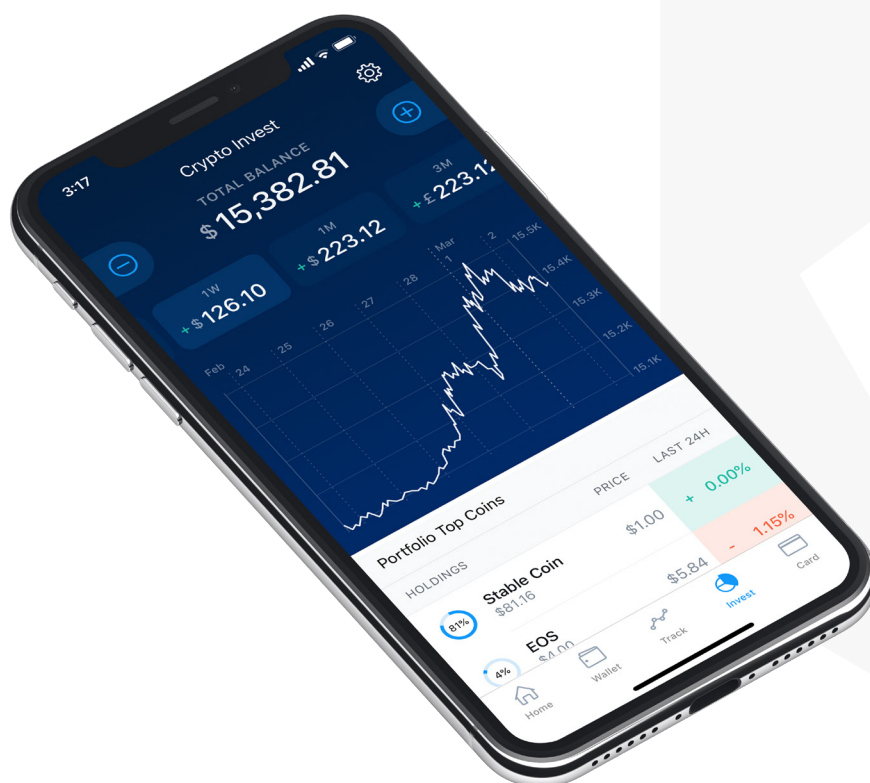 3:17
Crypto Invest
TOTAL BALANCE
$ 15,382.81
1W
+$126.10
1M
+$223.12
3M
+£223.12
Feb 24 25 26 27 28 Mar 1 2
15.5K
15.4K
15.3K
15.2K
15.1K
Portfolio Top Coins
HOLDINGS PRICE LAST 24H
81% Stable Coin $1.00 + 0.00%
$81.16
4% EOS $5.84 - 1.15%
$4.00
Home Wallet Track Invest Card